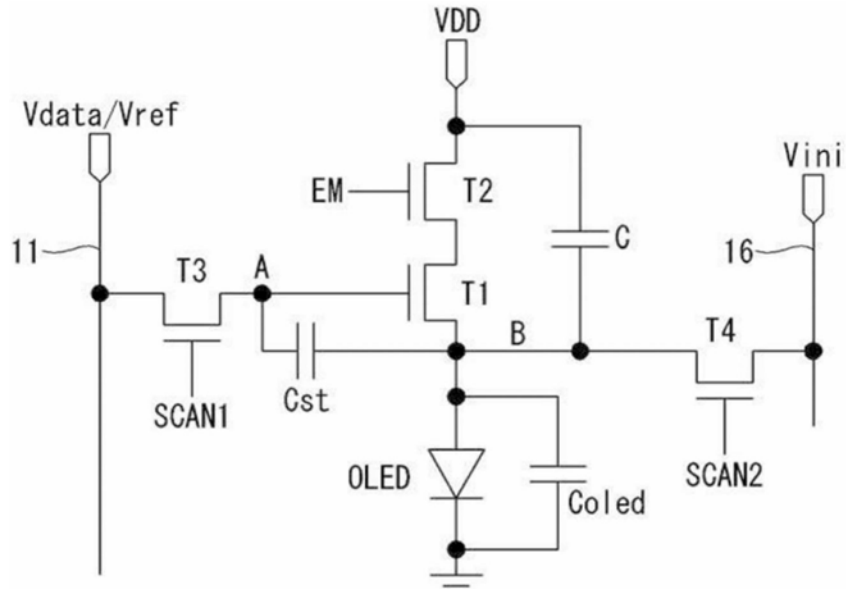 VDD
Vdata/Vref
Vini
EM
T2
C
11
16
T3
A
T1
B
T4
Cst
SCAN1
OLED
Coled
SCAN2